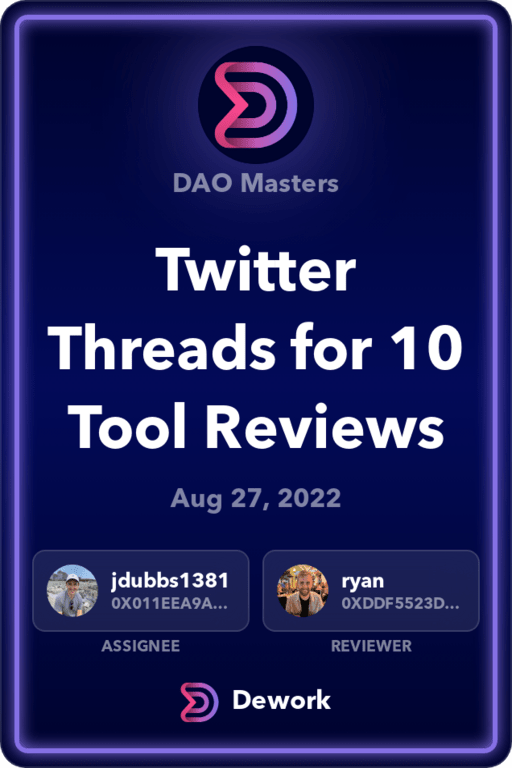 DAO Masters
Twitter
Threads for 10
Tool Reviews
Aug 27, 2022
jdubbs1381
0X011EEA9A...
ASSIGNEE
ryan
0XDDF5523D...
REVIEWER
Dework